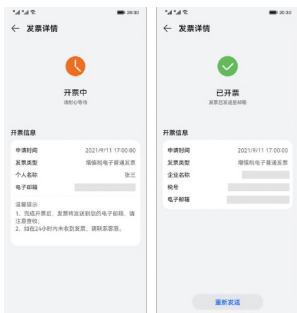 20:30
← 发票详情
开票中
请耐心等待
开票信息
申请时间 2021/9/11 17:00:00
发票类型 增值税电子普通发票
个人名称 张三
电子邮箱
温馨提示
1、完成开票后，发票将发送到您的电子邮箱，请
注意查收；
2、如在24小时内未收到发票，请联系客服。
20:30
← 发票详情
已开票
发票已发送至邮箱
开票信息
申请时间 2021/9/11 17:00:00
发票类型 增值税电子普通发票
企业名称
税号
电子邮箱
重新发送